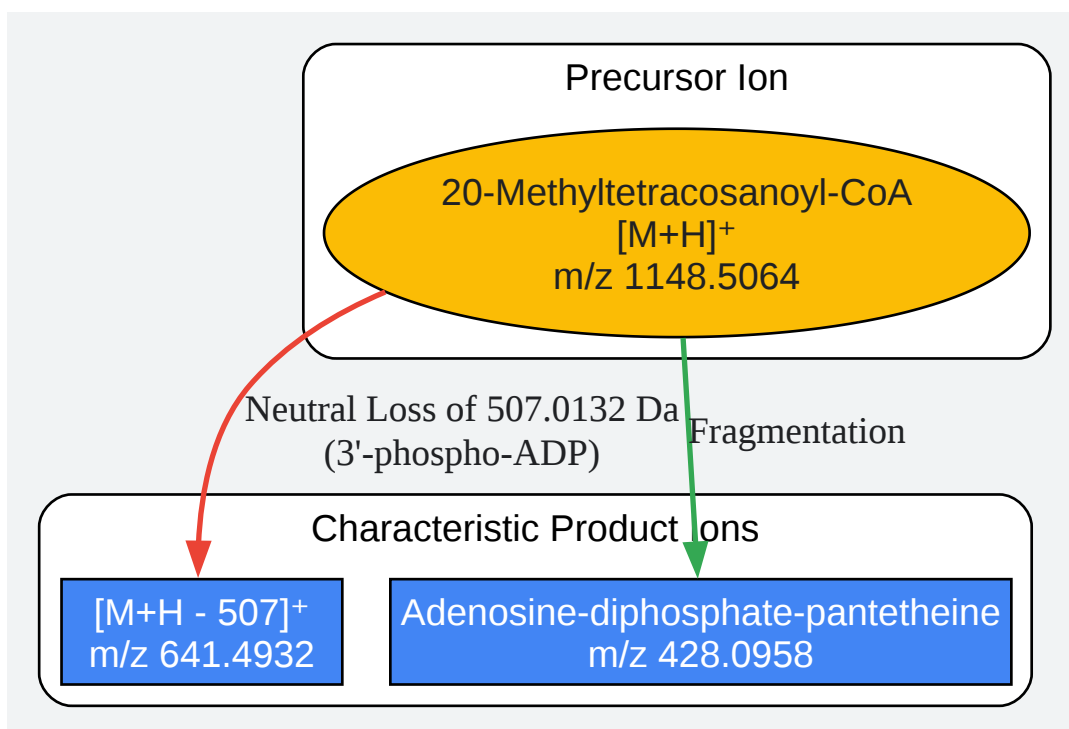 Precursor Ion
20-Methyltetracosanoyl-CoA
[M+H]⁺
m/z 1148.5064
Neutral Loss of 507.0132 Da
(3'-phospho-ADP)
Fragmentation
Characteristic Product Ions
[M+H - 507]⁺
m/z 641.4932
Adenosine-diphosphate-pantetheine
m/z 428.0958